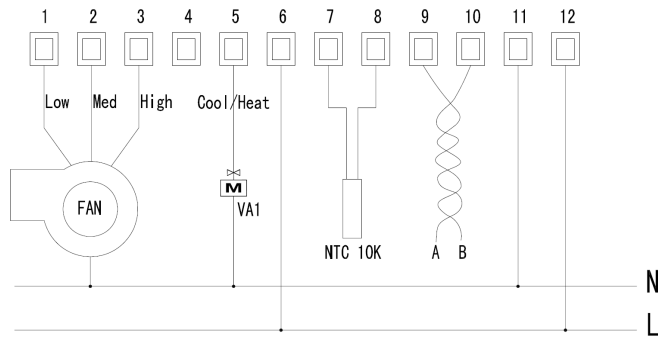 1 2 3 4 5 6 7 8 9 10 11 12
Low Med High Cool/Heat
M
VA1
FAN
NTC 10K A B
N
L